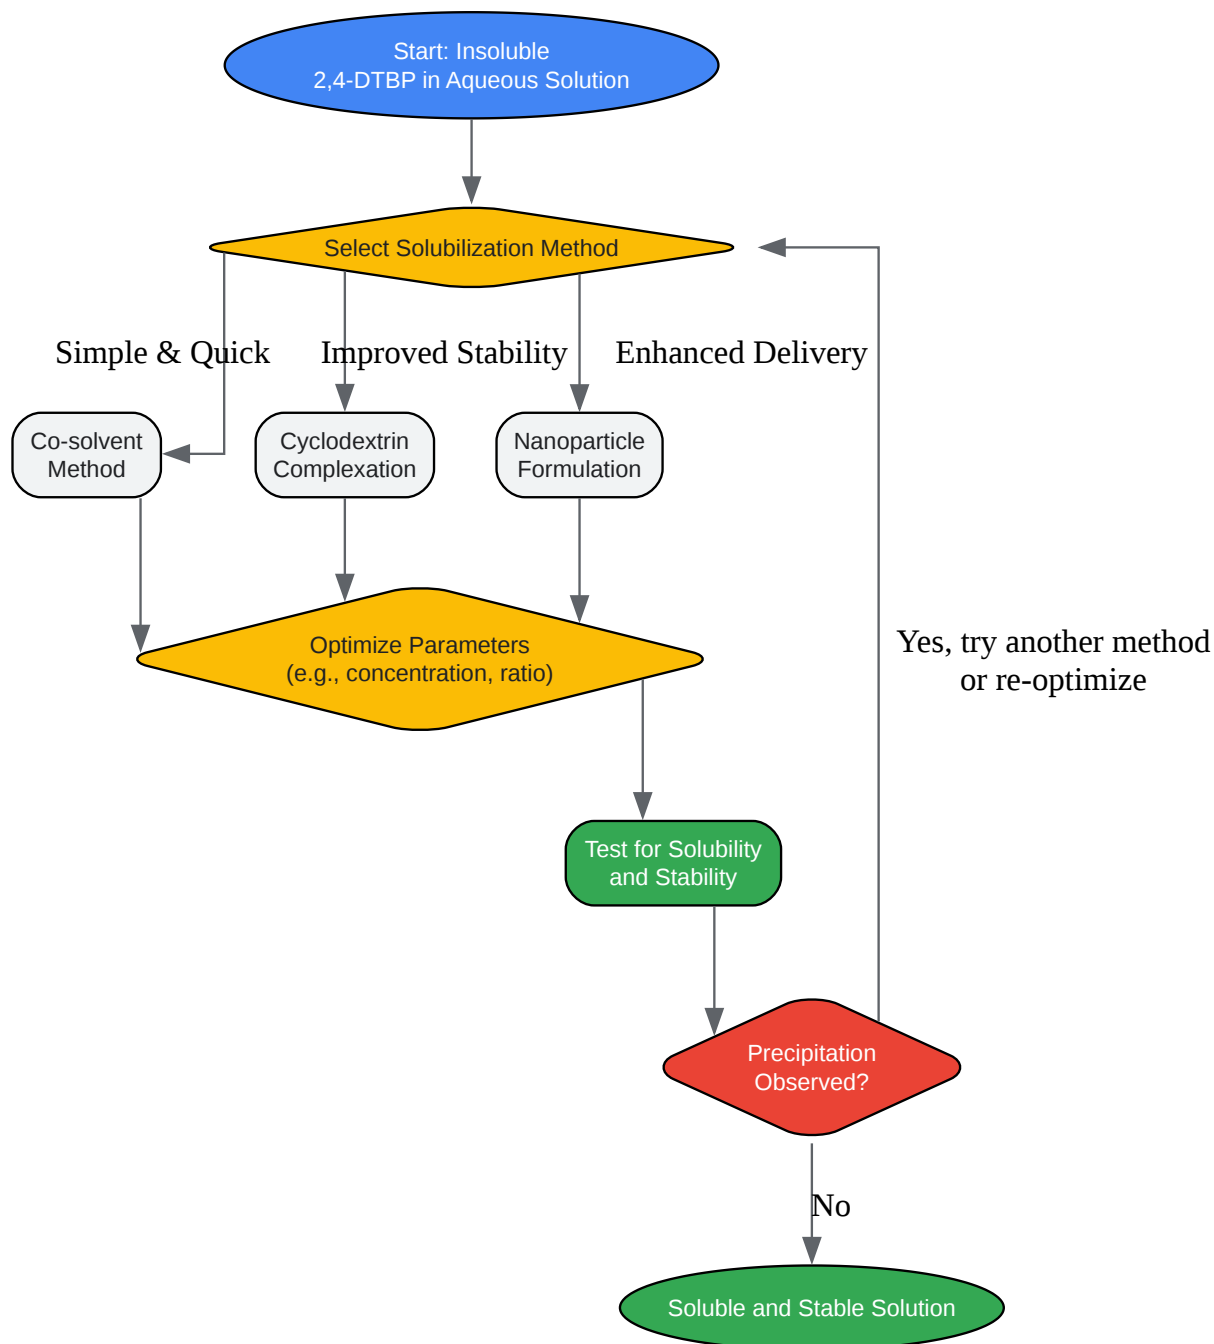 Start: Insoluble
2,4-DTBP in Aqueous Solution
Select Solubilization Method
Simple & Quick
Improved Stability
Enhanced Delivery
Co-solvent
Method
Cyclodextrin
Complexation
Nanoparticle
Formulation
Optimize Parameters
(e.g., concentration, ratio)
Yes, try another method
or re-optimize
Test for Solubility
and Stability
Precipitation
Observed?
No
Soluble and Stable Solution